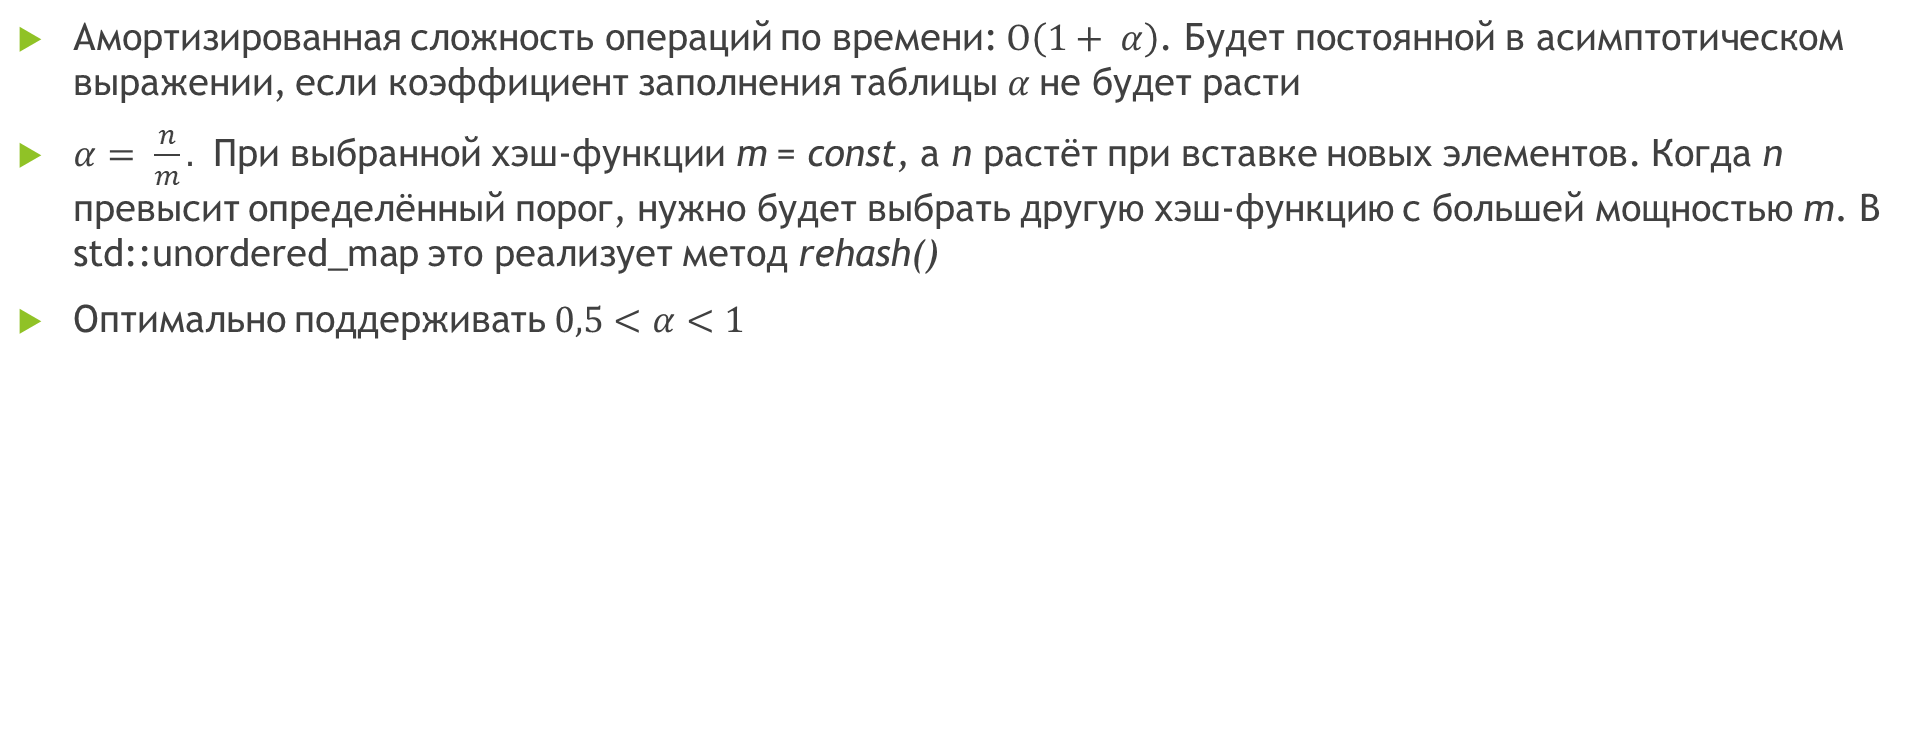 Амортизированная сложность операций по времени: O(1 + α). Будет постоянной в асимптотическом
выражении, если коэффициент заполнения таблицы α не будет расти
α = n/m. При выбранной хэш-функции m = const, а n растёт при вставке новых элементов. Когда n
превысит определённый порог, нужно будет выбрать другую хэш-функцию с большей мощностью m. В
std::unordered_map это реализует метод rehash()
Оптимально поддерживать 0,5 < α < 1